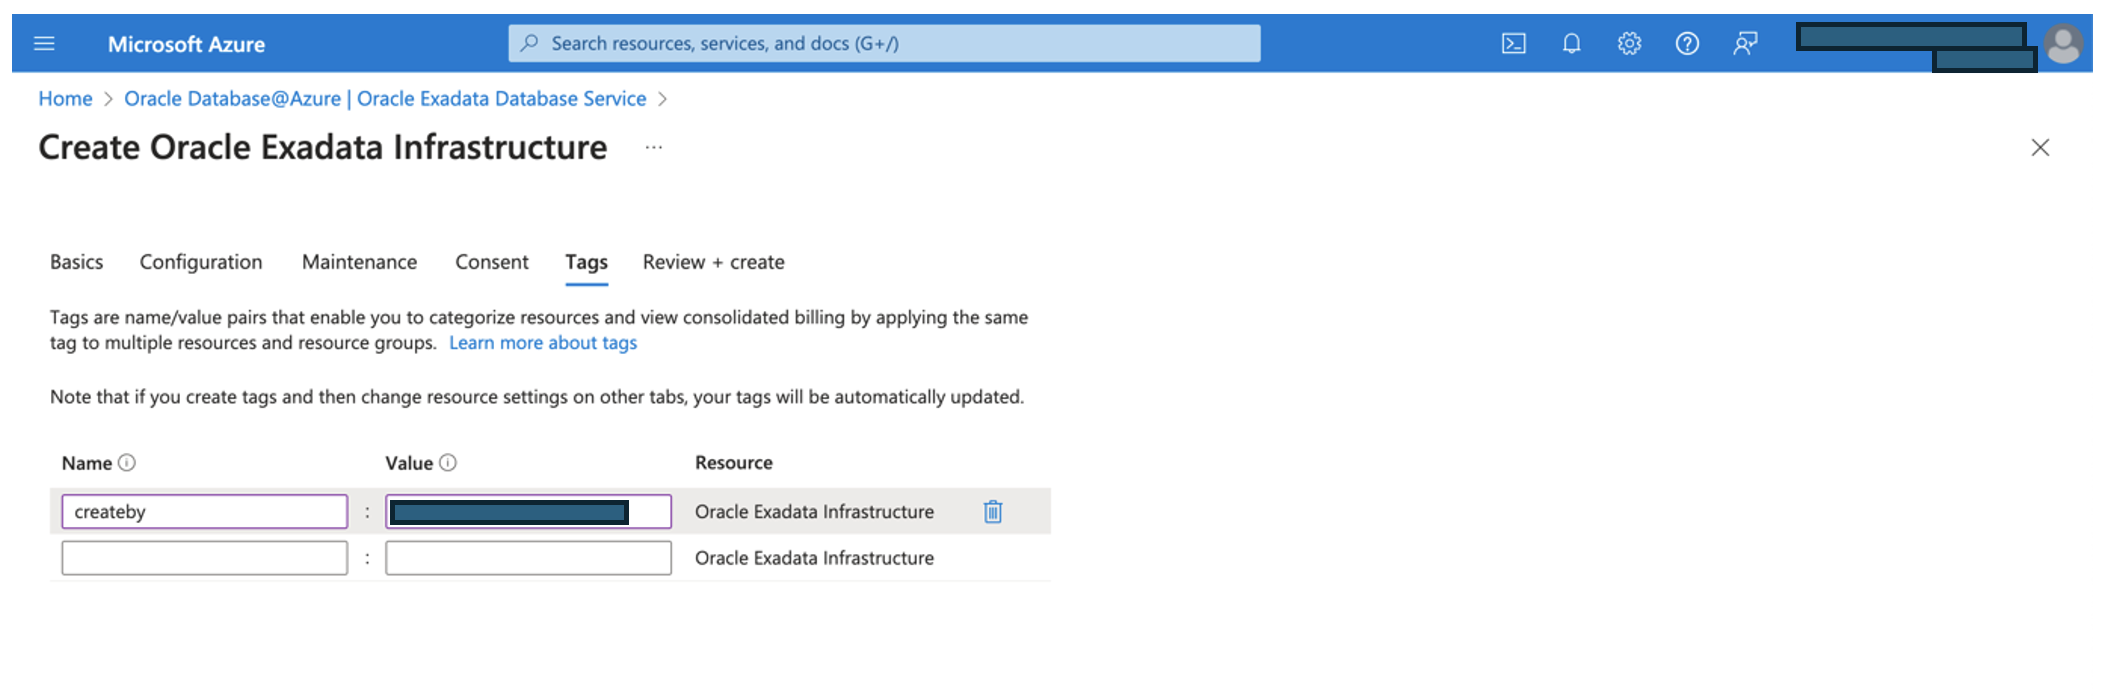 Microsoft Azure
Search resources, services, and docs (G+/)
Home > Oracle Database@Azure | Oracle Exadata Database Service >
Create Oracle Exadata Infrastructure ...
Basics Configuration Maintenance Consent Tags Review + create
Tags are name/value pairs that enable you to categorize resources and view consolidated billing by applying the same
tag to multiple resources and resource groups. Learn more about tags
Note that if you create tags and then change resource settings on other tabs, your tags will be automatically updated.
Name Value Resource
createby : Oracle Exadata Infrastructure
: Oracle Exadata Infrastructure